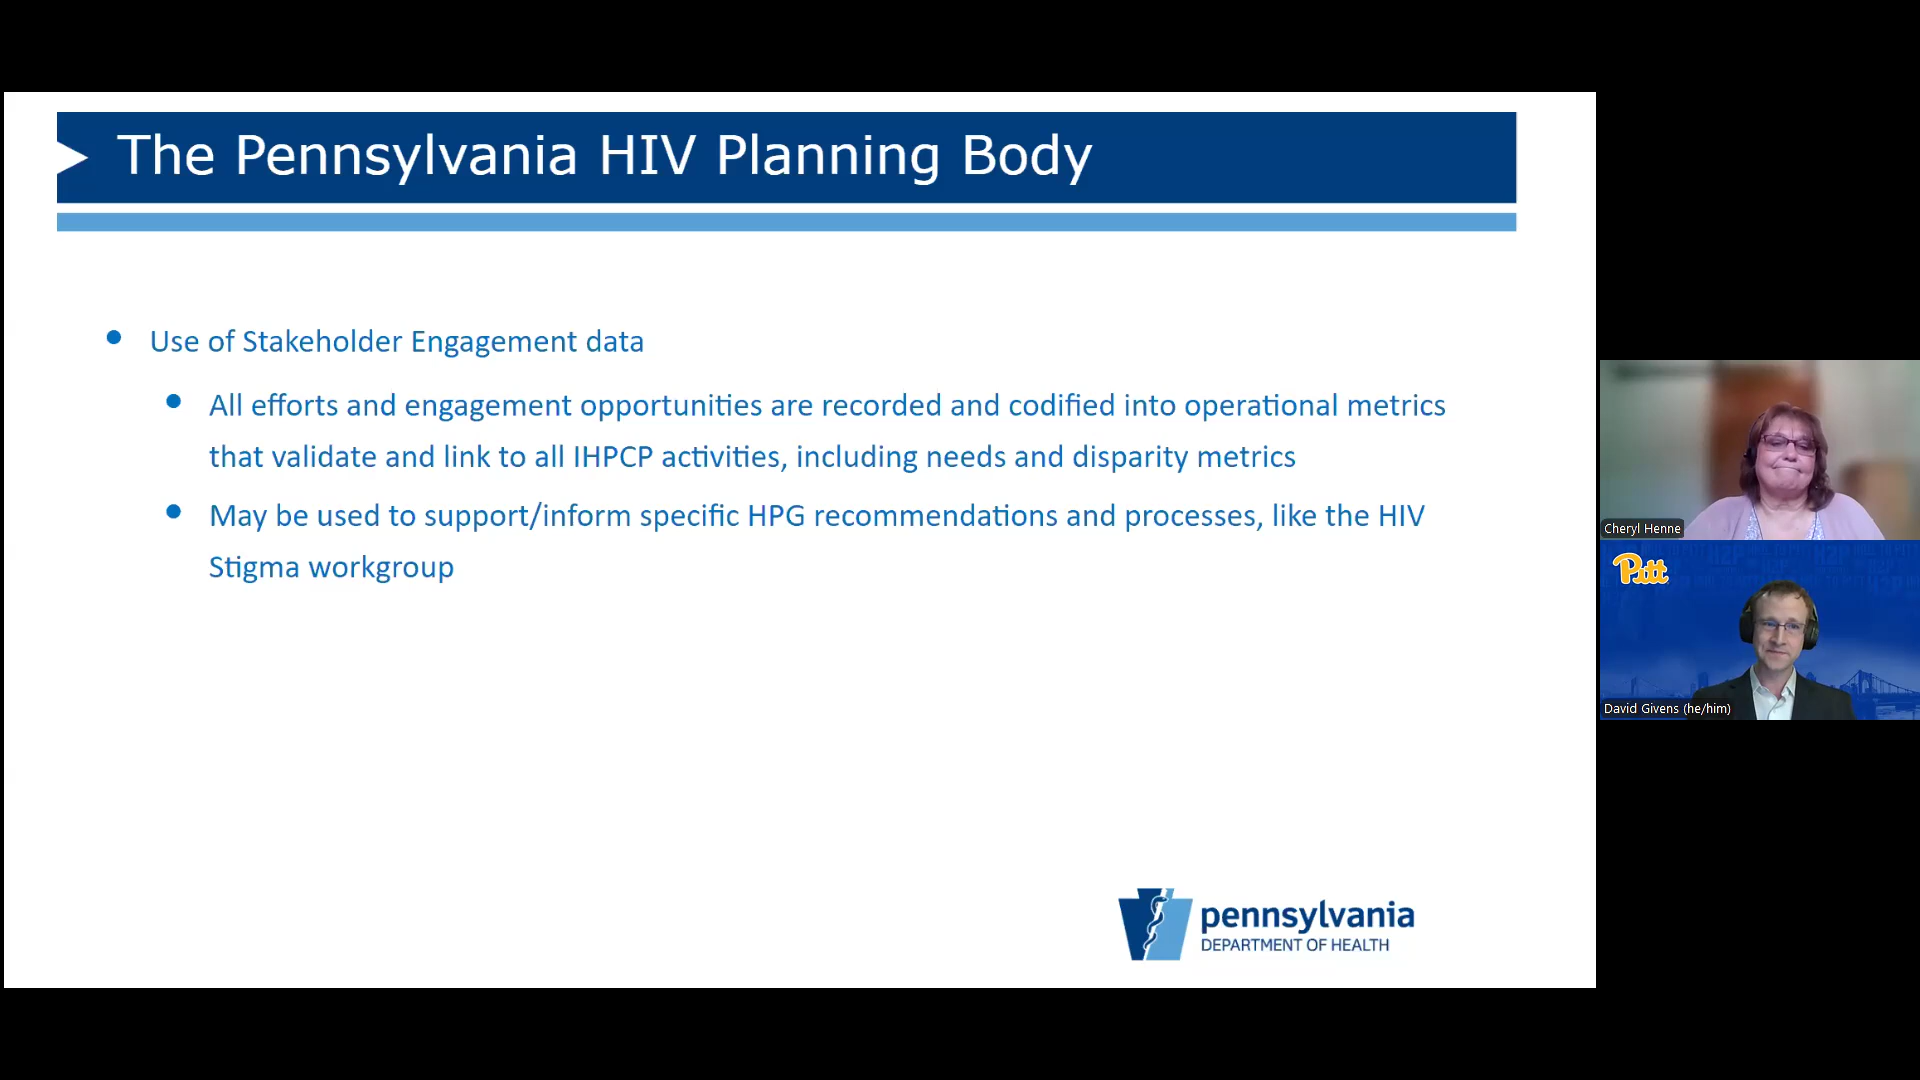 The Pennsylvania HIV Planning Body
Use of Stakeholder Engagement data
All efforts and engagement opportunities are recorded and codified into operational metrics
that validate and link to all IHPCP activities, including needs and disparity metrics
May be used to support/inform specific HPG recommendations and processes, like the HIV
Stigma workgroup
pennsylvania
DEPARTMENT OF HEALTH
Cheryl Henne
Pitt
David Givens (he/him)